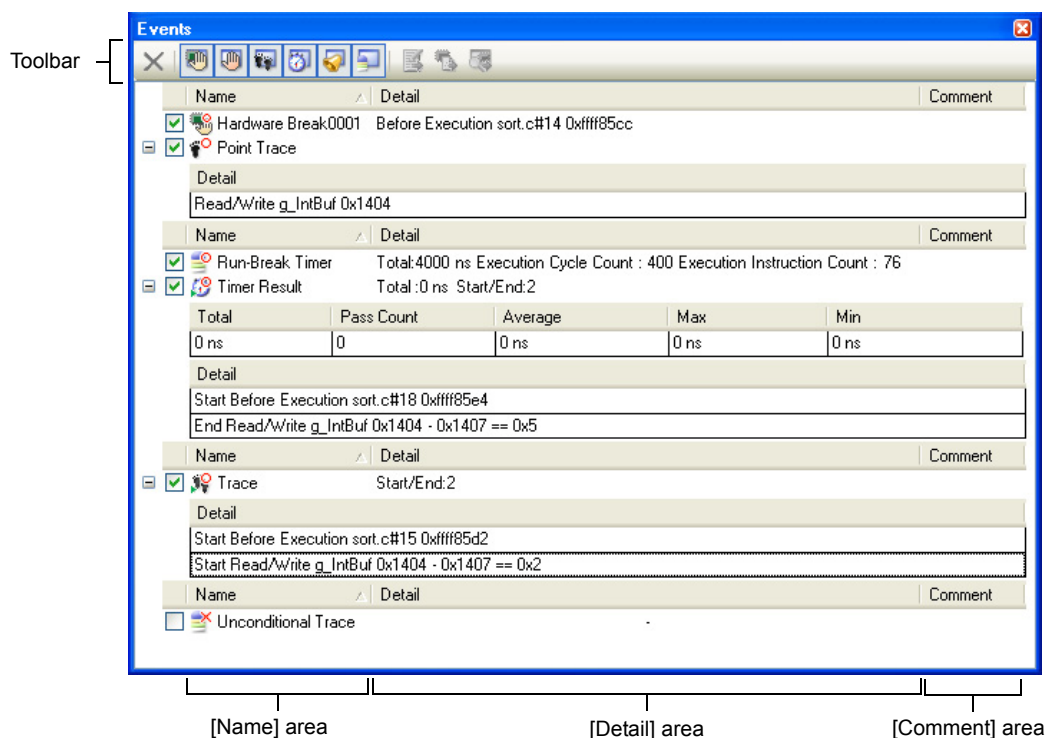 Events
Toolbar
Name Detail Comment
Hardware Break0001 Before Execution sort.c#14 0xffff85cc
Point Trace
Detail
Read/Write g_IntBuf 0x1404
Name Detail Comment
Run-Break Timer Total:4000 ns Execution Cycle Count : 400 Execution Instruction Count : 76
Timer Result Total :0 ns Start/End:2
Total Pass Count Average Max Min
0 ns 0 0 ns 0 ns 0 ns
Detail
Start Before Execution sort.c#18 0xffff85e4
End Read/Write g_IntBuf 0x1404 - 0x1407 == 0x5
Name Detail Comment
Trace Start/End:2
Detail
Start Before Execution sort.c#15 0xffff85d2
Start Read/Write g_IntBuf 0x1404 - 0x1407 == 0x2
Name Detail Comment
Unconditional Trace -
[Name] area [Detail] area [Comment] area